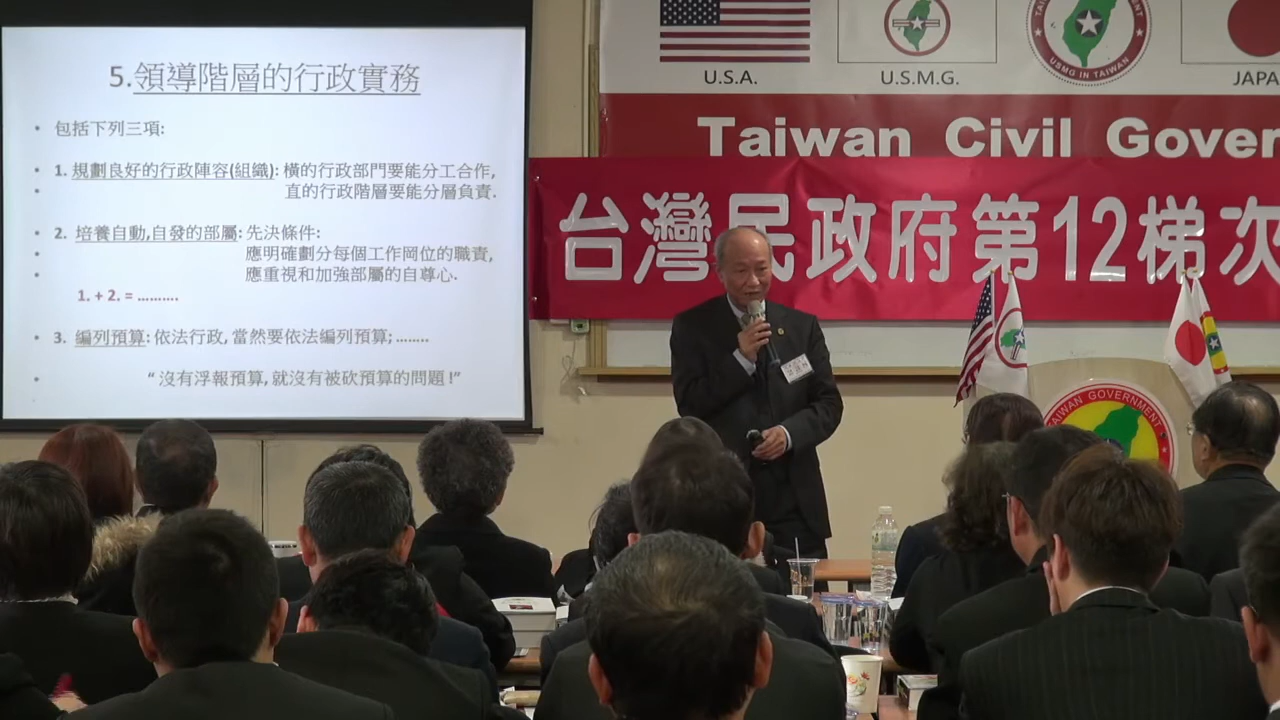 5.領導階層的行政實務
• 包括下列三項:
• 1. 規劃良好的行政陣容(組織): 橫的行政部門要能分工合作,
• 直的行政階層要能分層負責.
• 2. 培養自動,自發的部屬: 先決條件:
• 應明確劃分每個工作岡位的職責,
• 應重視和加強部屬的自尊心.
1. + 2. = ……….
• 3. 編列預算: 依法行政, 當然要依法編列預算; ……..
• “ 沒有浮報預算, 就沒有被砍預算的問題 !”
U.S.A.
U.S.M.G.
USMG IN TAIWAN
JAPA
Taiwan Civil Gover
台灣民政府第12梯次
TAIWAN GOVERNMENT